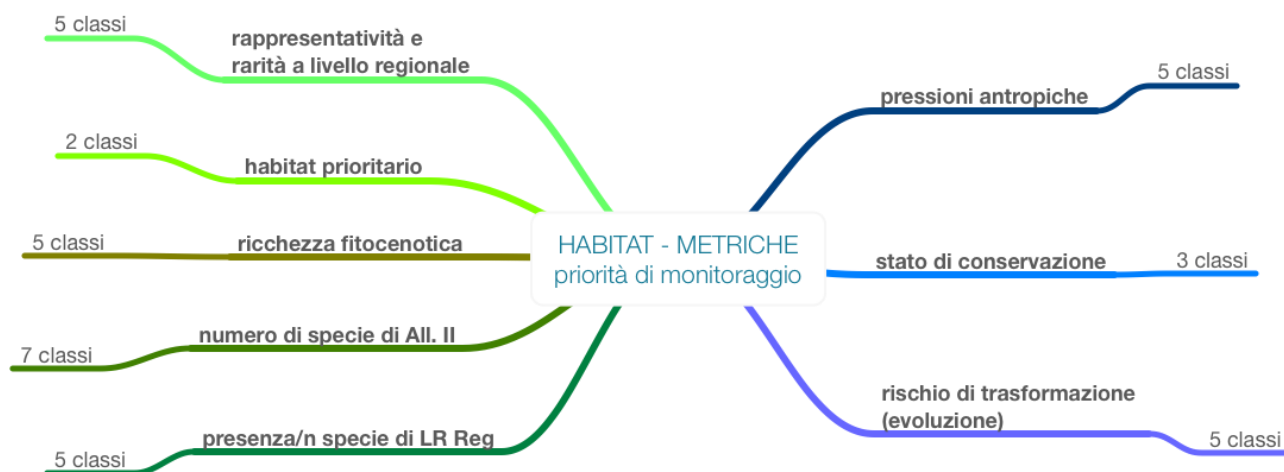 5 classi
rappresentatività e
rarità a livello regionale
2 classi
habitat prioritario
5 classi
ricchezza fitocenotica
7 classi
numero di specie di All. II
5 classi
presenza/n specie di LR Reg
HABITAT - METRICHE
priorità di monitoraggio
pressioni antropiche
5 classi
stato di conservazione
3 classi
rischio di trasformazione
(evoluzione)
5 classi